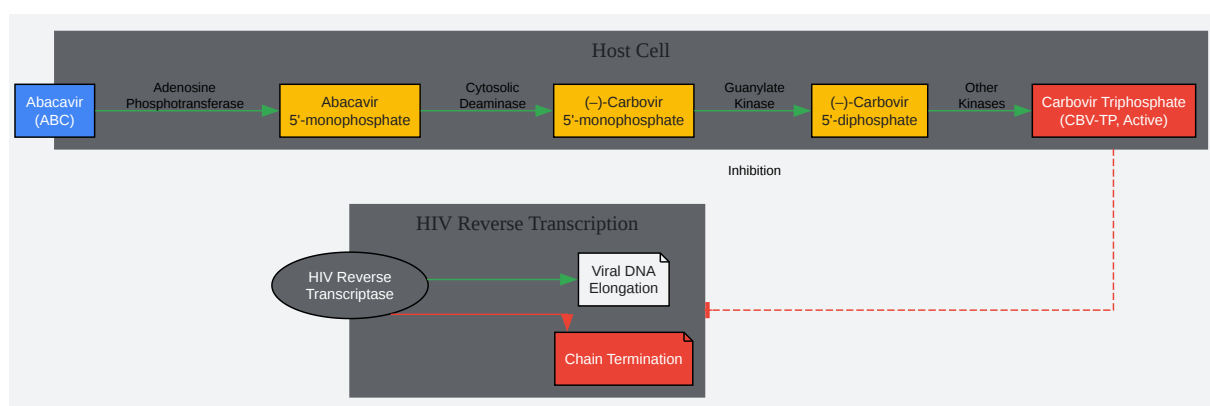 Host Cell
Abacavir
(ABC)
Adenosine
Phosphotransferase
Abacavir
5'-monophosphate
Cytosolic
Deaminase
(–)-Carbovir
5'-monophosphate
Guanylate
Kinase
(–)-Carbovir
5'-diphosphate
Other
Kinases
Carbovir Triphosphate
(CBV-TP, Active)
Inhibition
HIV Reverse Transcription
HIV Reverse
Transcriptase
Viral DNA
Elongation
Chain Termination